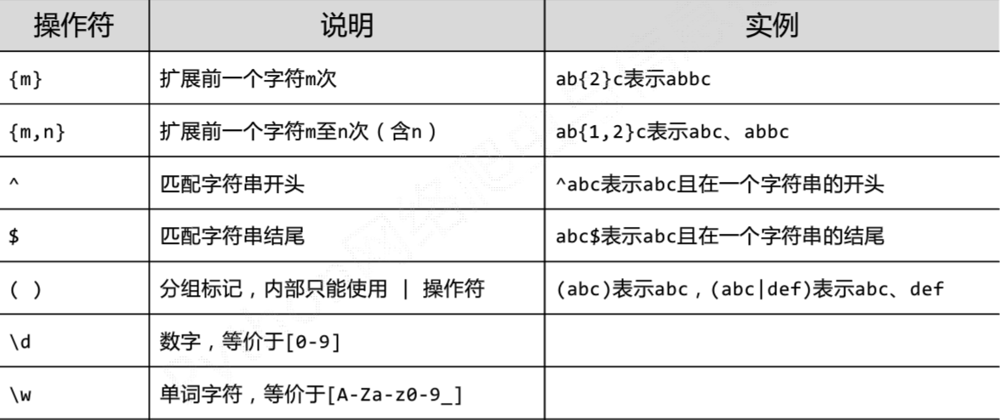 操作符 说明 实例
{m} 扩展前一个字符m次 ab{2}c表示abbc
{m,n} 扩展前一个字符m至n次（含n） ab{1,2}c表示abc、abbc
^ 匹配字符串开头 ^abc表示abc且在一个字符串的开头
$ 匹配字符串结尾 abc$表示abc且在一个字符串的结尾
( ) 分组标记，内部只能使用 | 操作符 (abc)表示abc，(abc|def)表示abc、def
\d 数字，等价于[0‐9]
\w 单词字符，等价于[A‐Za‐z0‐9_]